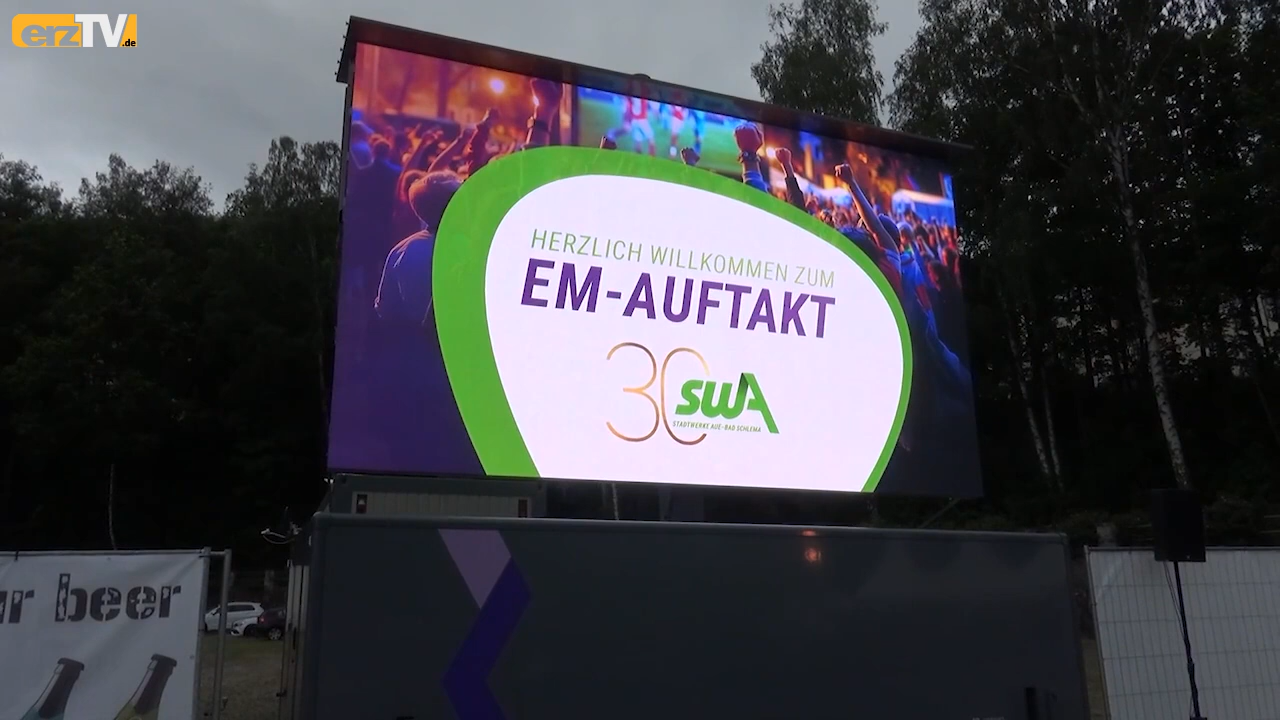 erzTV.de
HERZLICH WILLKOMMEN ZUM
EM-AUFTAKT
30 SWA
STADTWERKE AUE-BAD SCHLEMA
beer